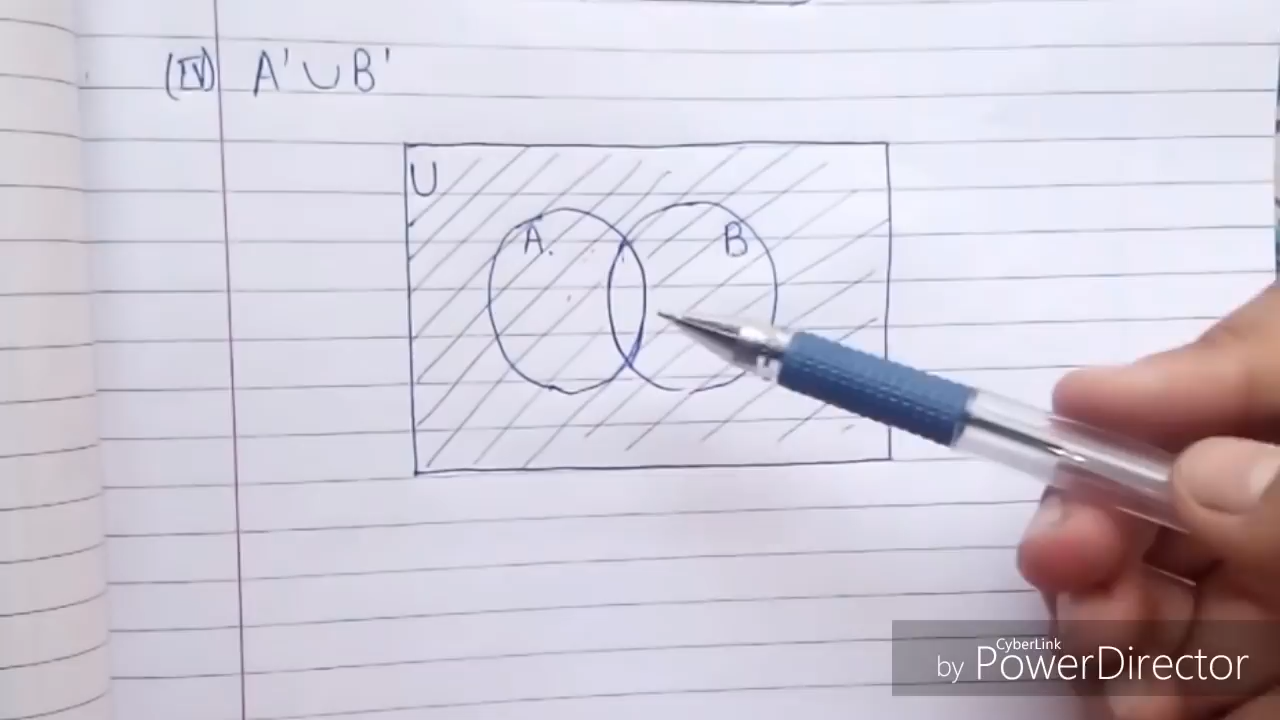 (IV) A' ∪ B'
U
A.
B
CyberLink
by PowerDirector